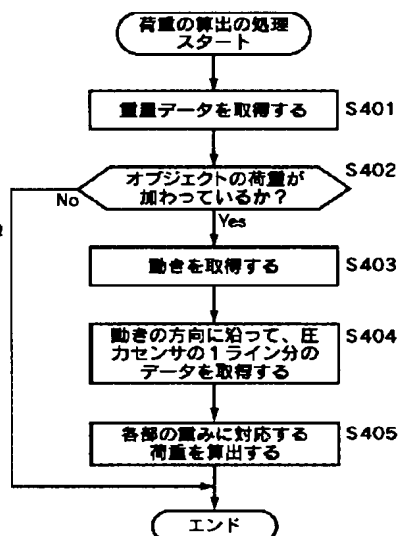 荷重の算出の処理
スタート
重量データを取得する
S401
オブジェクトの荷重が
加わっているか？
S402
No
Yes
動きを取得する
S403
動きの方向に沿って、圧
力センサの１ライン分の
データを取得する
S404
各部の重みに対応する
荷重を算出する
S405
エンド